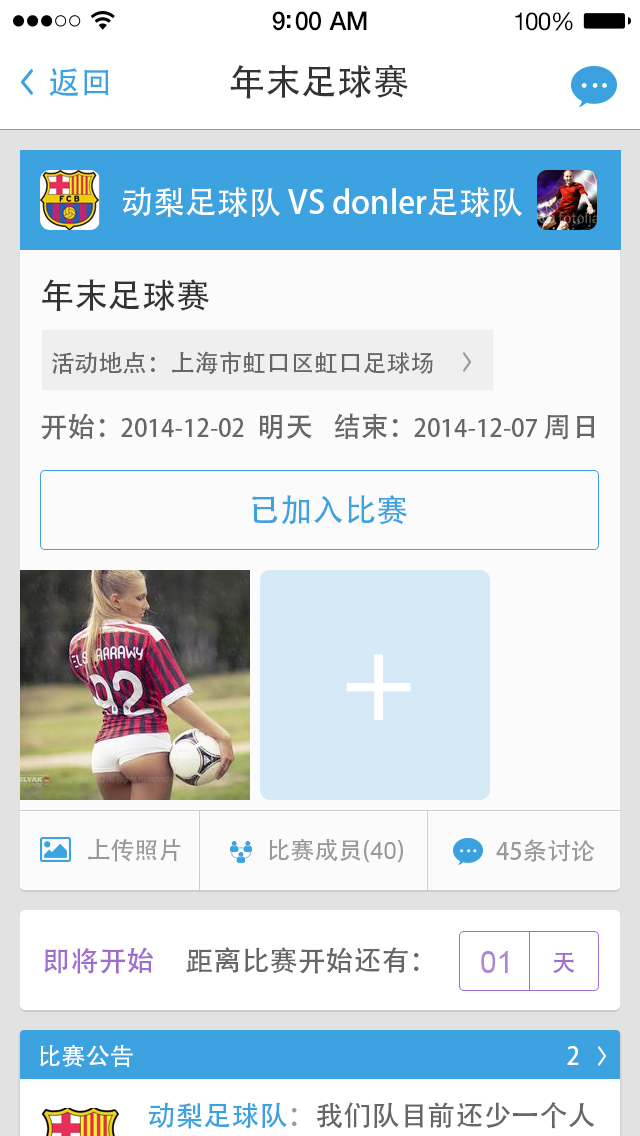 9:00 AM
100%
返回
年末足球赛
FCB
动梨足球队 VS donler足球队
fotolia
年末足球赛
活动地点：上海市虹口区虹口足球场
开始：2014-12-02 明天 结束：2014-12-07 周日
已加入比赛
92
上传照片
比赛成员(40)
45条讨论
即将开始 距离比赛开始还有： 01 天
比赛公告 2
动梨足球队：我们队目前还少一个人